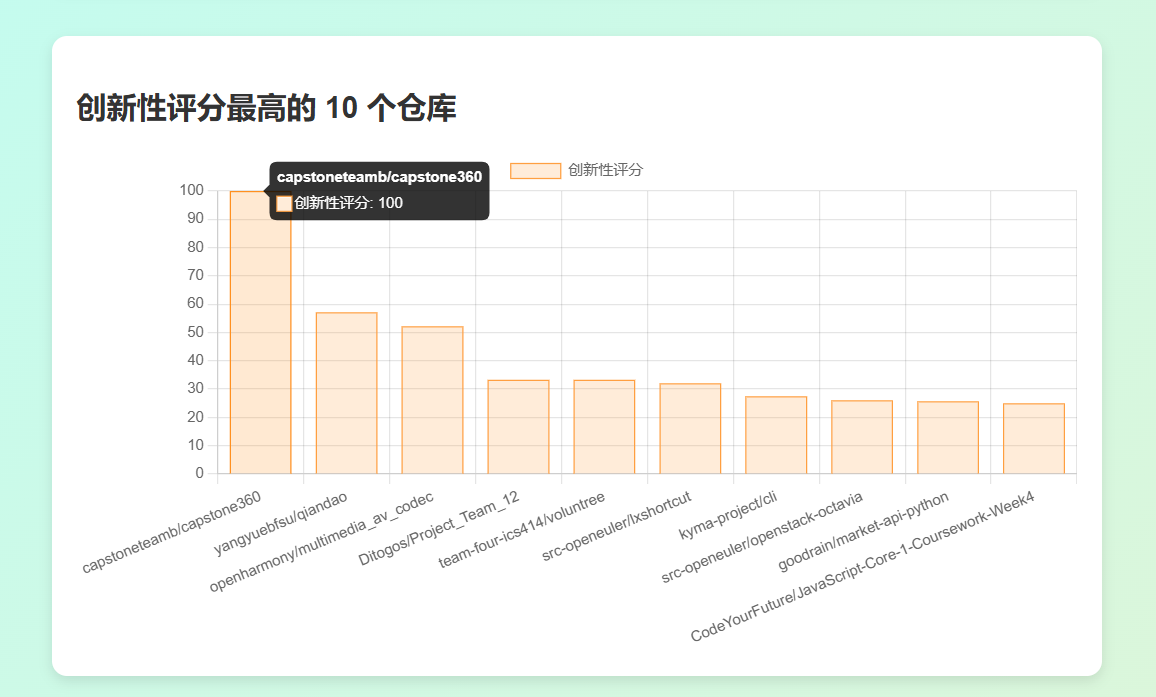 创新性评分最高的 10 个仓库
创新性评分
capstoneteamb/capstone360
创新性评分: 100
100
90
80
70
60
50
40
30
20
10
0
capstoneteamb/capstone360
yangyuebfsu/qiandao
openharmony/multimedia_av_codec
Ditogos/Project_Team_12
team-four-ics414/voluntree
src-openeuler/lxshortcut
kyma-project/cli
src-openeuler/openstack-octavia
goodrain/market-api-python
CodeYourFuture/JavaScript-Core-1-Coursework-Week4